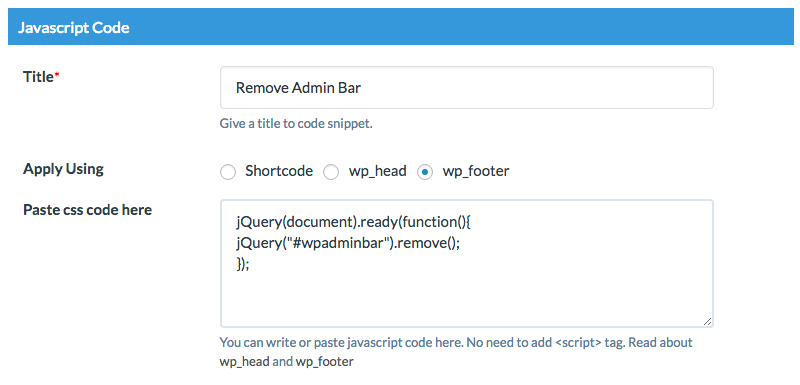 Javascript Code
Title*
Remove Admin Bar
Give a title to code snippet.
Apply Using
Shortcode wp_head wp_footer
Paste css code here
jQuery(document).ready(function(){
jQuery("#wpadminbar").remove();
});
You can write or paste javascript code here. No need to add <script> tag. Read about
wp_head and wp_footer